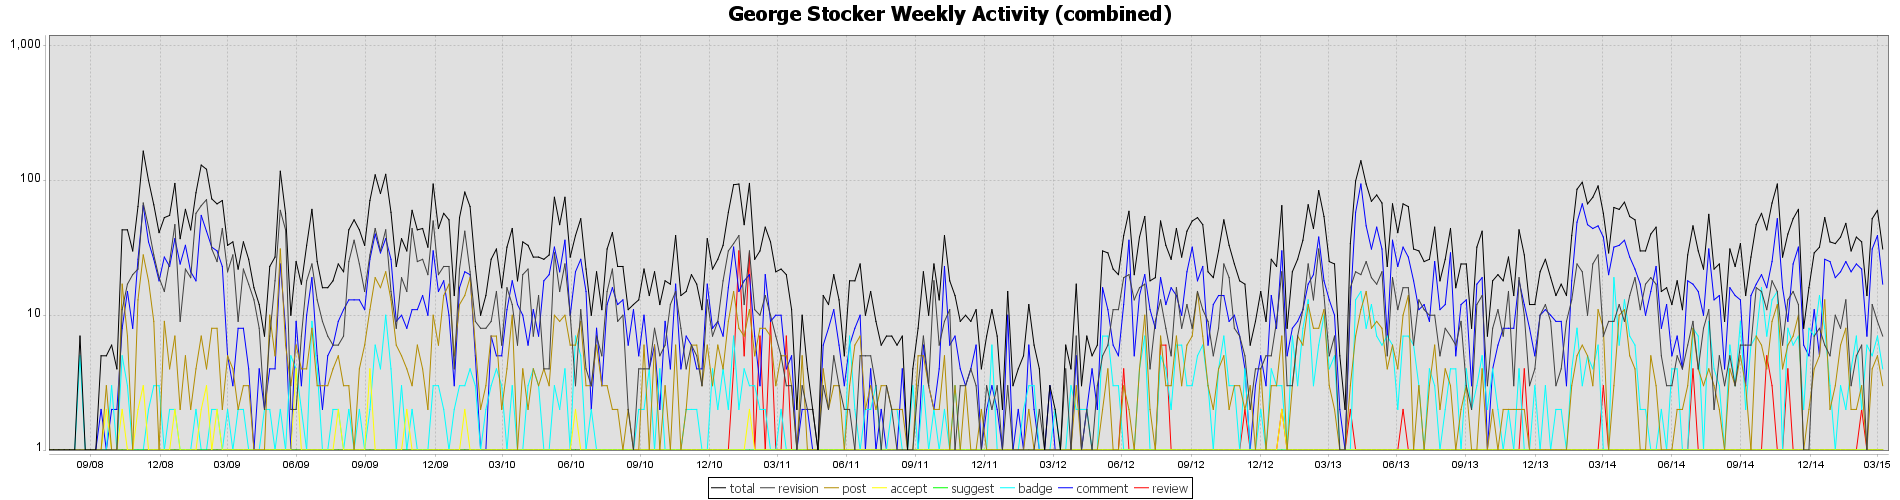 George Stocker Weekly Activity (combined)
1,000
100
10
1
09/08 12/08 03/09 06/09 09/09 12/09 03/10 06/10 09/10 12/10 03/11 06/11 09/11 12/11 03/12 06/12 09/12 12/12 03/13 06/13 09/13 12/13 03/14 06/14 09/14 12/14 03/15
total revision post accept suggest badge comment review